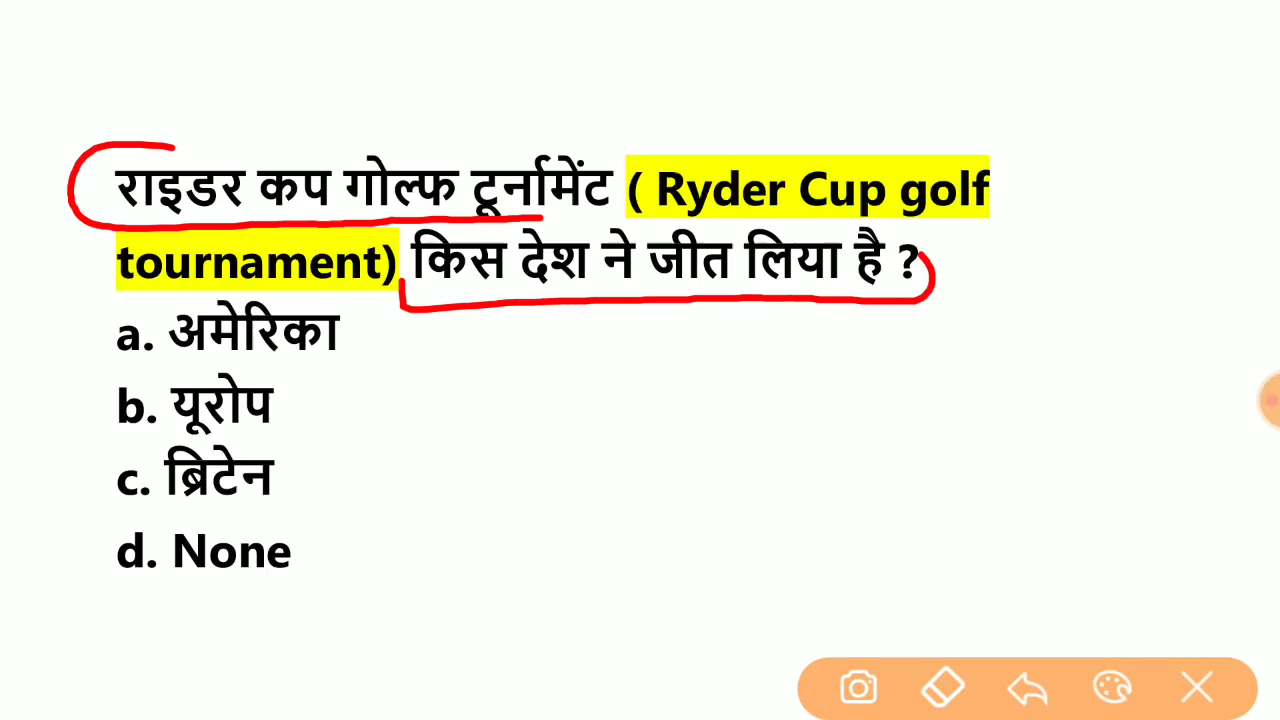 राइडर कप गोल्फ टूर्नामेंट ( Ryder Cup golf
tournament) किस देश ने जीत लिया है ?
a. अमेरिका
b. यूरोप
c. ब्रिटेन
d. None